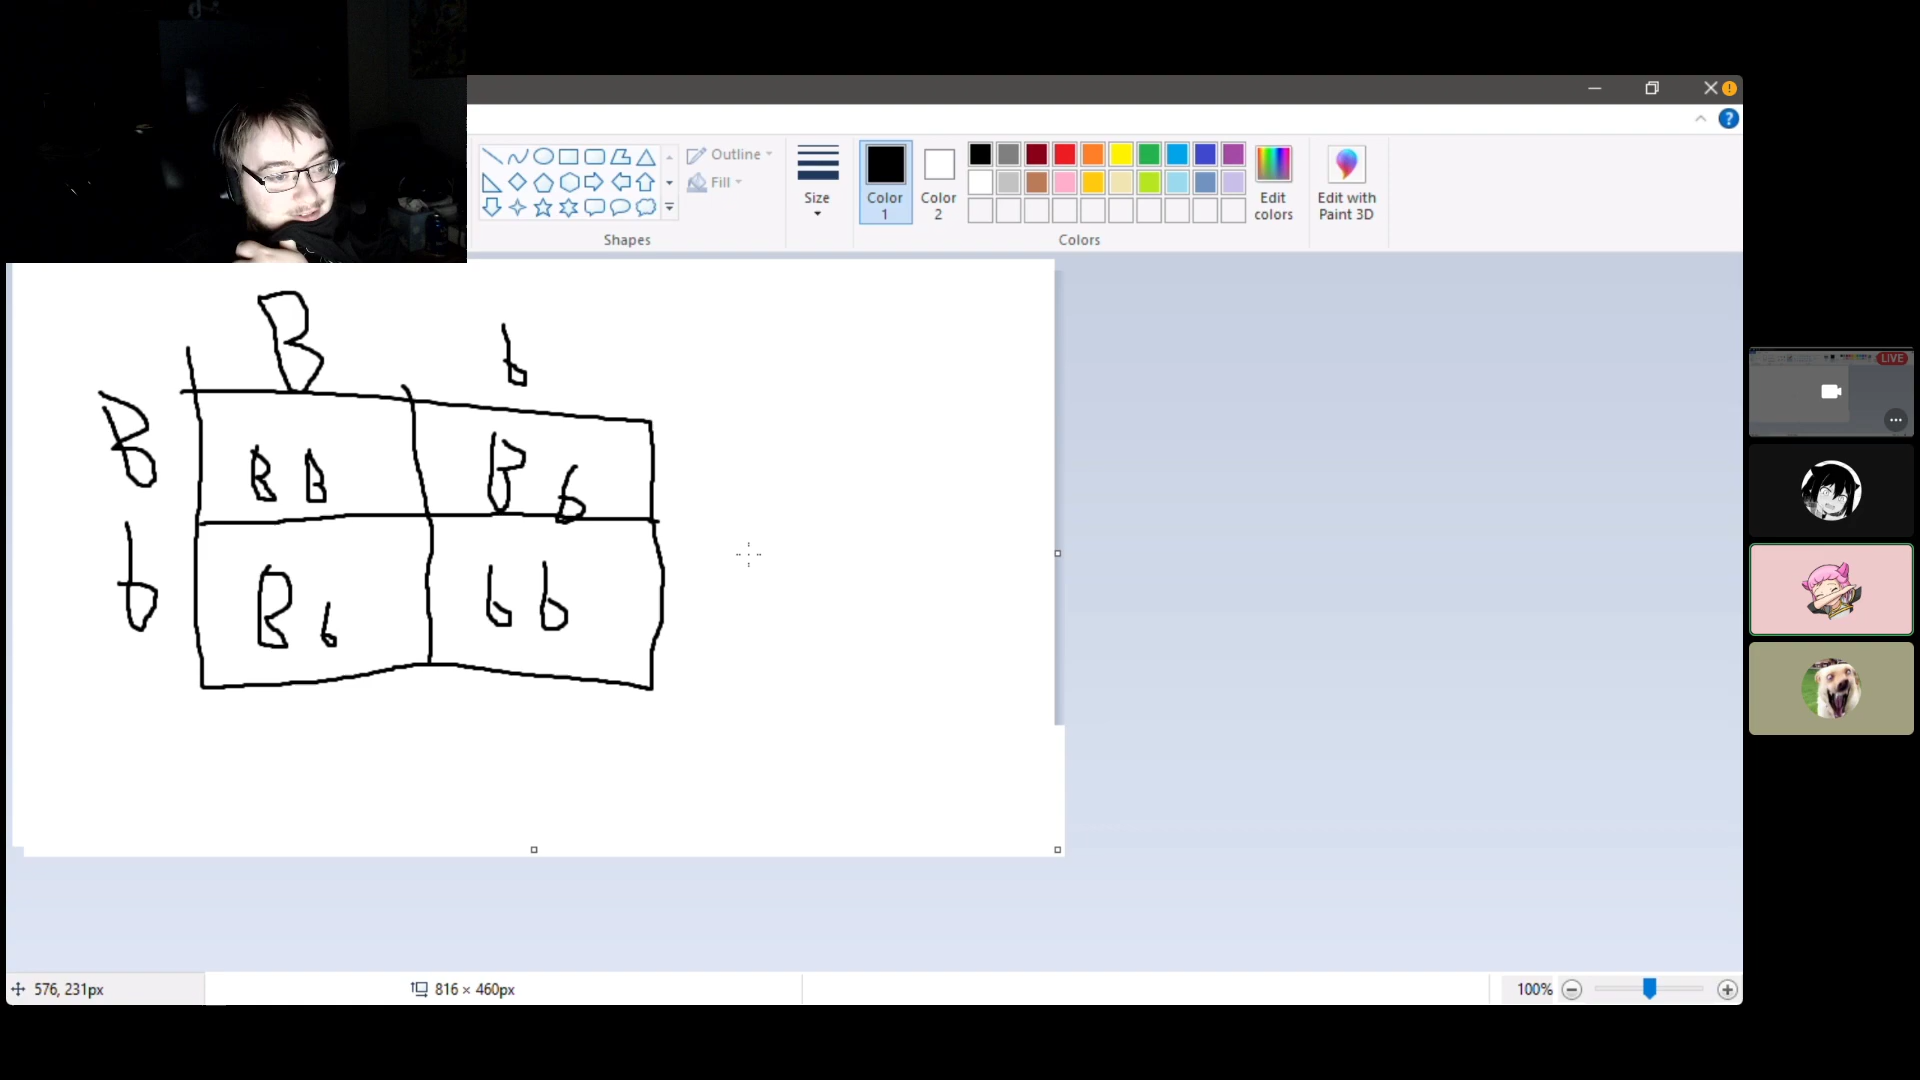 Outline
Fill
Size
Color 1
Color 2
Edit colors
Edit with Paint 3D
Shapes
Colors
LIVE
B b
B BB Bb
b Bb bb
576, 231px
816 × 460px
100%